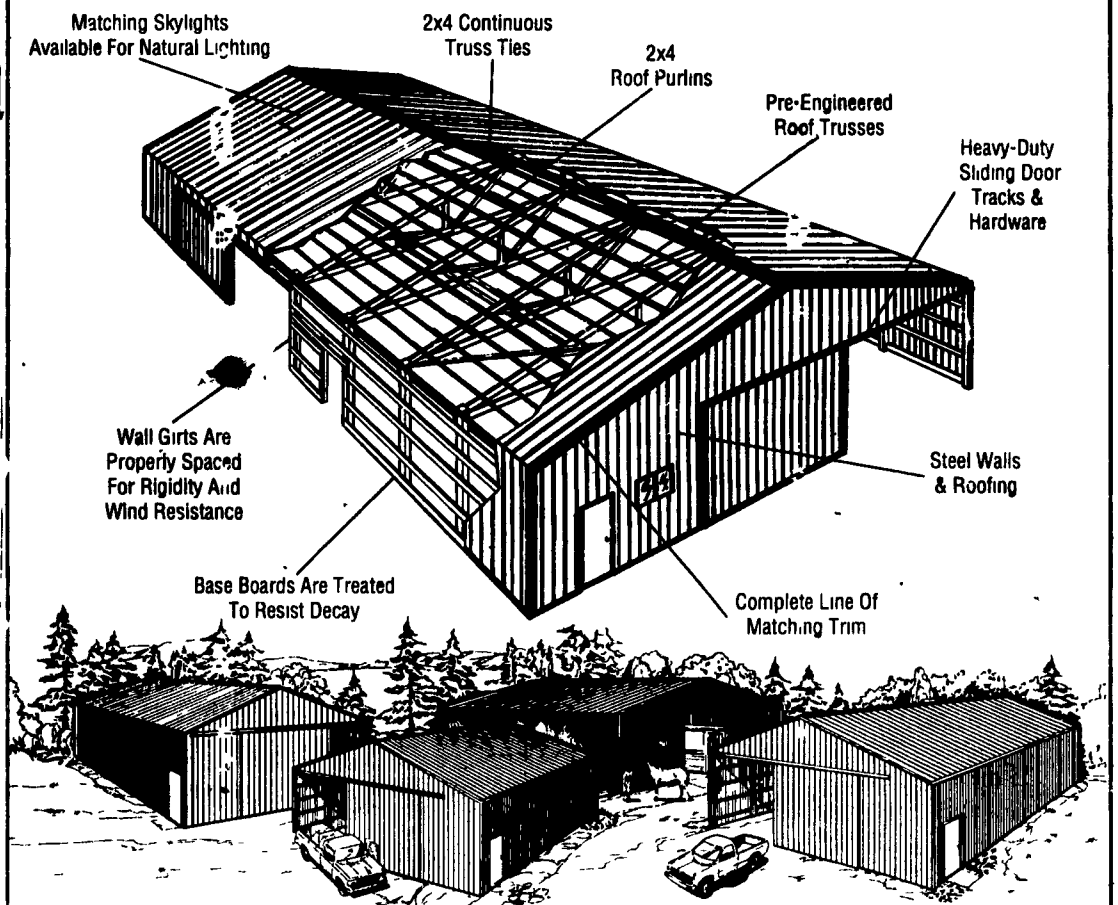 Matching Skylights
Available For Natural Lighting
2x4 Continuous
Truss Ties
2x4
Roof Purlins
Pre-Engineered
Roof Trusses
Heavy-Duty
Sliding Door
Tracks &
Hardware
Wall Girts Are
Properly Spaced
For Rigidity And
Wind Resistance
Steel Walls
& Roofing
Base Boards Are Treated
To Resist Decay
Complete Line Of
Matching Trim